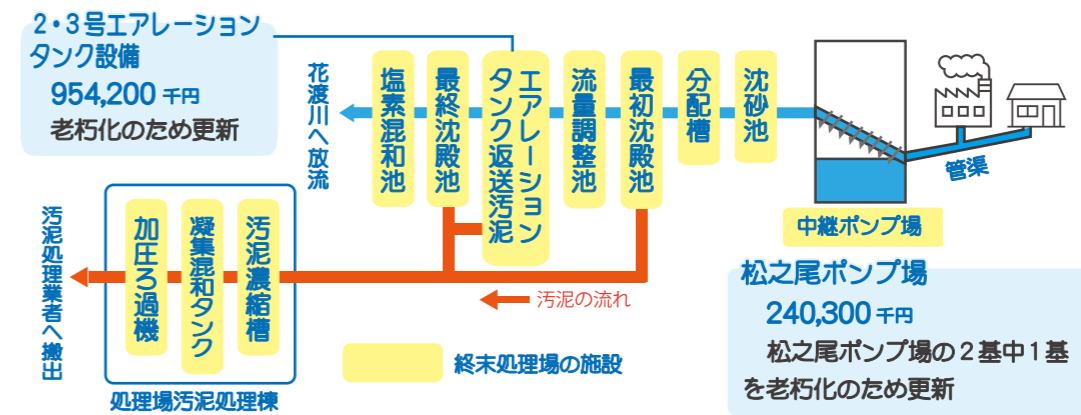 2・3号エアレーション
タンク設備
954,200 千円
老朽化のため更新
花渡川へ放流
塩素混和池
最終沈殿池
エアレーション
タンク返送汚泥
流量調整池
最初沈殿池
分配槽
沈砂池
管渠
中継ポンプ場
松之尾ポンプ場
240,300 千円
松之尾ポンプ場の2基中1基
を老朽化のため更新
汚泥処理業者へ搬出
加圧ろ過機
凝集混和タンク
汚泥濃縮槽
処理場汚泥処理棟
汚泥の流れ
終末処理場の施設